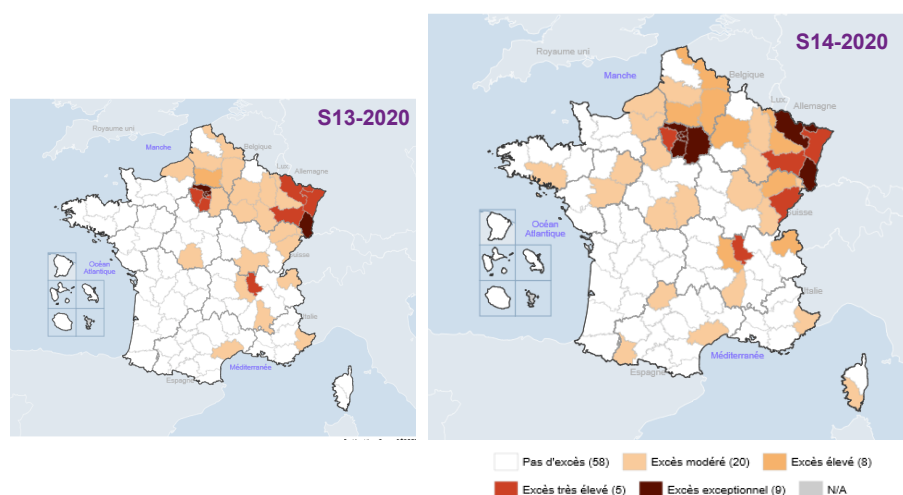 S13-2020
Royaume uni
Manche
Belgique
Lux.
Allemagne
Suisse
Océan
Atlantique
Italie
Méditerranée
Espagne
S14-2020
Royaume uni
Manche
Belgique
Lux.
Allemagne
Suisse
Océan
Atlantique
Italie
Méditerranée
Espagne
Pas d'excès (58) Excès modéré (20) Excès élevé (8)
Excès très élevé (5) Excès exceptionnel (9) N/A